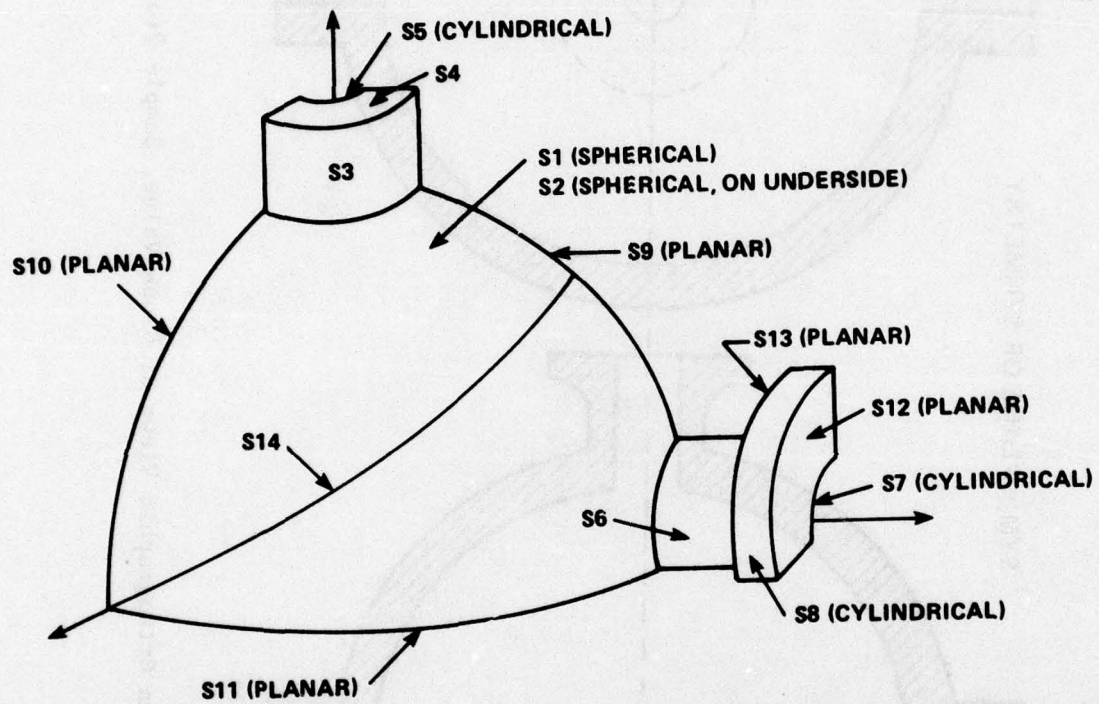 S5 (CYLINDRICAL)
S4
S3
S1 (SPHERICAL)
S2 (SPHERICAL, ON UNDERSIDE)
S9 (PLANAR)
S10 (PLANAR)
S13 (PLANAR)
S12 (PLANAR)
S14
S7 (CYLINDRICAL)
S6
S8 (CYLINDRICAL)
S11 (PLANAR)